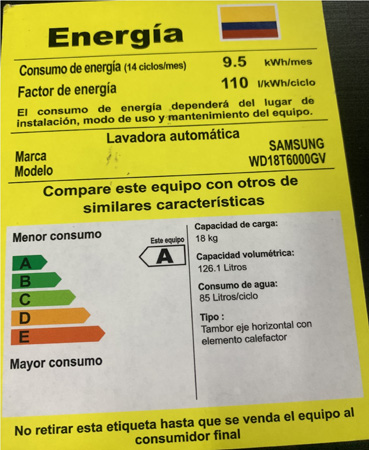 Energía
Consumo de energía (14 ciclos/mes) 9.5 kWh/mes
Factor de energía 110 l/kWh/ciclo
El consumo de energia dependerá del lugar de
instalación, modo de uso y mantenimiento del equipo.
Lavadora automática
Marca SAMSUNG
Modelo WD18T6000GV
Compare este equipo con otros de
similares características
Menor consumo
Este equipo
A
A
B
C
D
E
Mayor consumo
Capacidad de carga:
18 kg
Capacidad volumétrica:
126.1 Litros
Consumo de agua:
85 Litros/ciclo
Tipo :
Tambor eje horizontal con
elemento calefactor
No retirar esta etiqueta hasta que se venda el equipo al
consumidor final